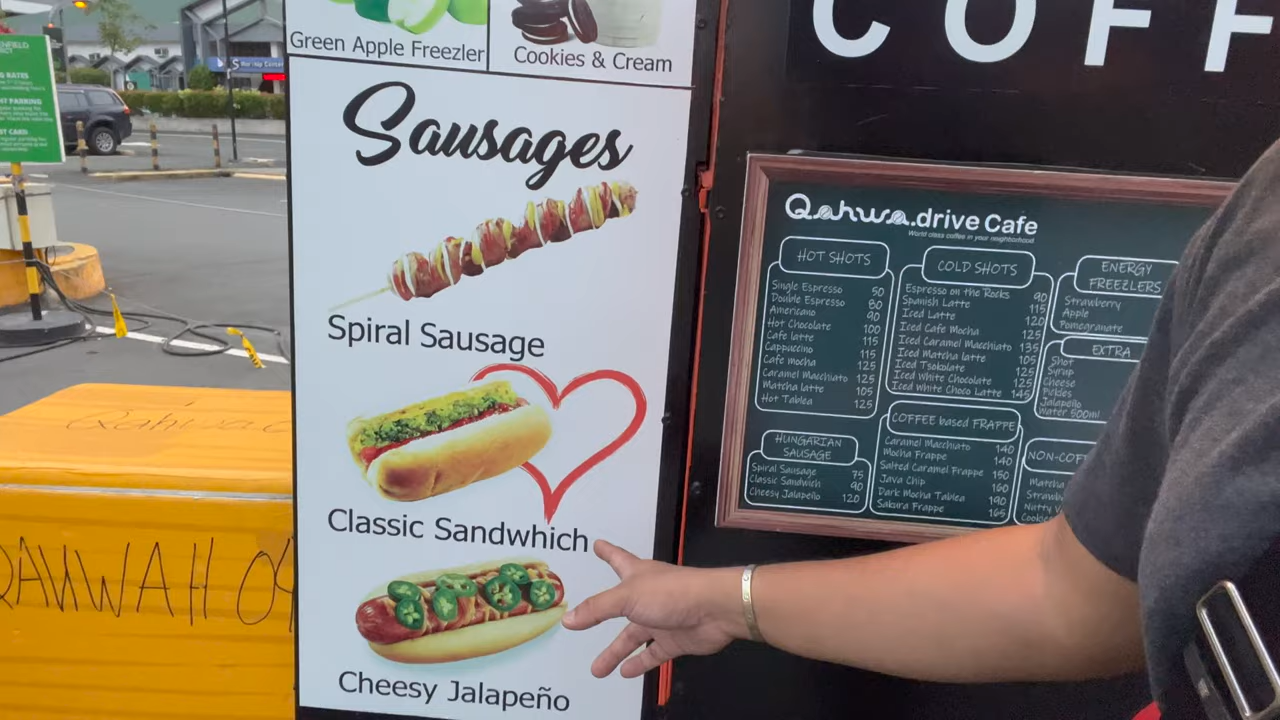 Green Apple Freezler
Cookies & Cream
Sausages
Spiral Sausage
Classic Sandwhich
Cheesy Jalapeño
COFF
Qahwa.drive Cafe
World class coffee in your neighborhood
HOT SHOTS
Single Espresso 50
Double Espresso 80
Americano 90
Hot Chocolate 100
Cafe latte 115
Cappuccino 115
Cafe mocha 125
Caramel Macchiato 125
Matcha latte 105
Hot Tablea 125
HUNGARIAN
SAUSAGE
Spiral Sausage 75
Classic Sandwich 90
Cheesy Jalapeño 120
COLD SHOTS
Espresso on the Rocks 90
Spanish Latte 115
Iced Latte 120
Iced Cafe Mocha 125
Iced Caramel Macchiato 135
Iced Matcha latte 105
Iced Tsokolate 125
Iced White Chocolate 125
Iced White Choco Latte 145
COFFEE based FRAPPE
Caramel Macchiato 140
Mocha Frappe 140
Salted Caramel Frappe 150
Java Chip 160
Dark Mocha Tablea 190
Sakura Frappe 165
ENERGY
FREEZLERS
Strawberry
Apple
Pomegranate
EXTRA
Shot
Syrup
Cheese
Pickles
Jalapeño
Water 500ml
NON-COF
Matcha
Strawb
Nutty V
Cookie
QAHWAH 09